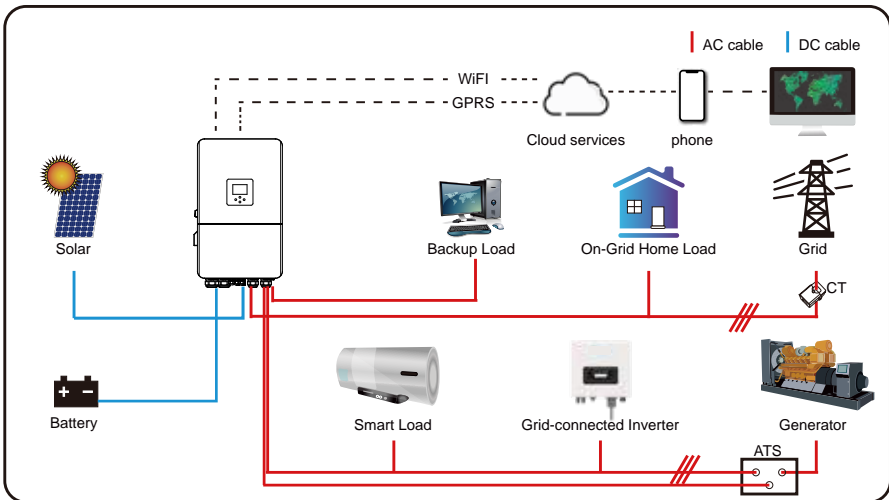 AC cable
DC cable
WiFI
GPRS
Cloud services
phone
Solar
Backup Load
On-Grid Home Load
Grid
CT
Battery
Smart Load
Grid-connected Inverter
Generator
ATS